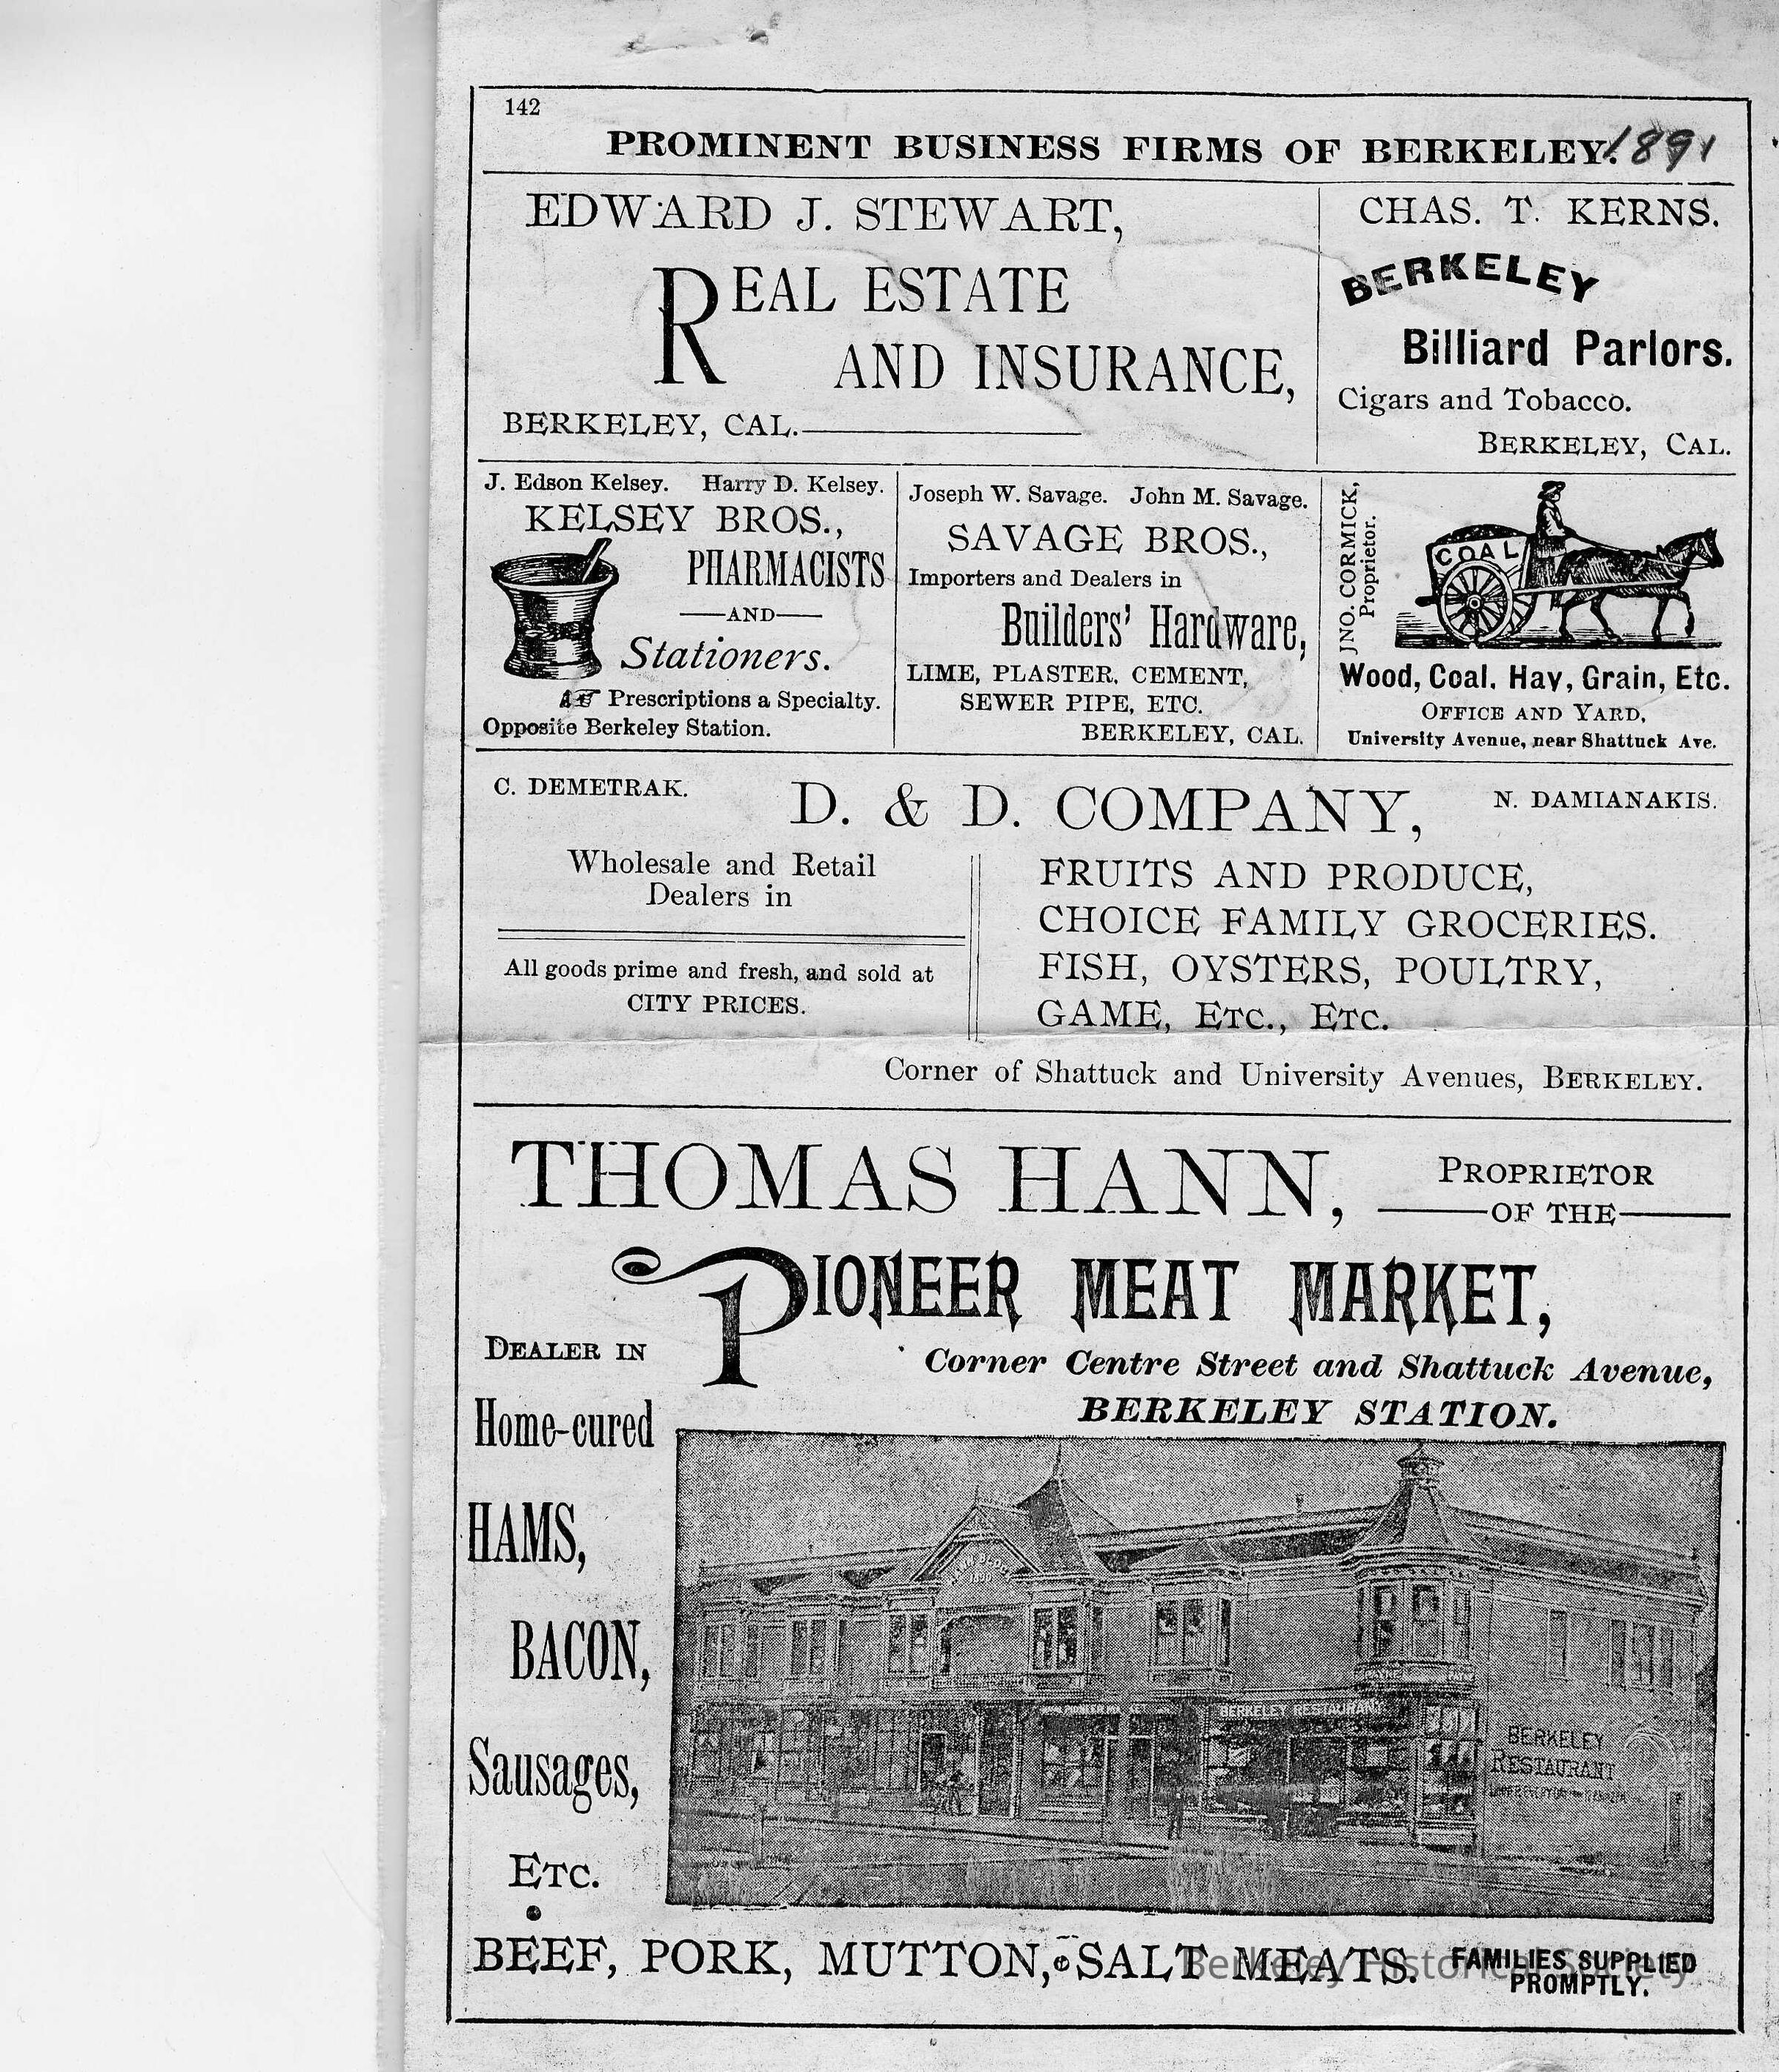 142
PROMINENT BUSINESS FIRMS OF BERKELEY. 1891
EDWARD J. STEWART,
REAL ESTATE
AND INSURANCE,
BERKELEY, CAL.
CHAS. T. KERNS.
BERKELEY
Billiard Parlors.
Cigars and Tobacco.
BERKELEY, CAL.
J. Edson Kelsey. Harry D. Kelsey.
KELSEY BROS.,
PHARMACISTS
AND
Stationers.
Prescriptions a Specialty.
Opposite Berkeley Station.
Joseph W. Savage. John M. Savage.
SAVAGE BROS.,
Importers and Dealers in
Builders' Hardware,
LIME, PLASTER, CEMENT,
SEWER PIPE, ETC.
BERKELEY, CAL.
JNO. CORMICK,
Proprietor.
COAL
Wood, Coal, Hay, Grain, Etc.
OFFICE AND YARD,
University Avenue, near Shattuck Ave.
C. DEMETRAK.
D. & D. COMPANY,
N. DAMIANAKIS.
Wholesale and Retail
Dealers in
All goods prime and fresh, and sold at
CITY PRICES.
FRUITS AND PRODUCE,
CHOICE FAMILY GROCERIES.
FISH, OYSTERS, POULTRY,
GAME, ETC., ETC.
Corner of Shattuck and University Avenues, BERKELEY.
THOMAS HANN,
PROPRIETOR
OF THE
PIONEER MEAT MARKET,
Corner Centre Street and Shattuck Avenue,
BERKELEY STATION.
DEALER IN
Home-cured
HAMS,
BACON,
Sausages,
ETC.
HANN BLOCK
1890
BERKELEY RESTAURANT
BERKELEY
RESTAURANT
BEEF, PORK, MUTTON, SALT MEATS.
FAMILIES SUPPLIED
PROMPTLY.
Berkeley Historical Society